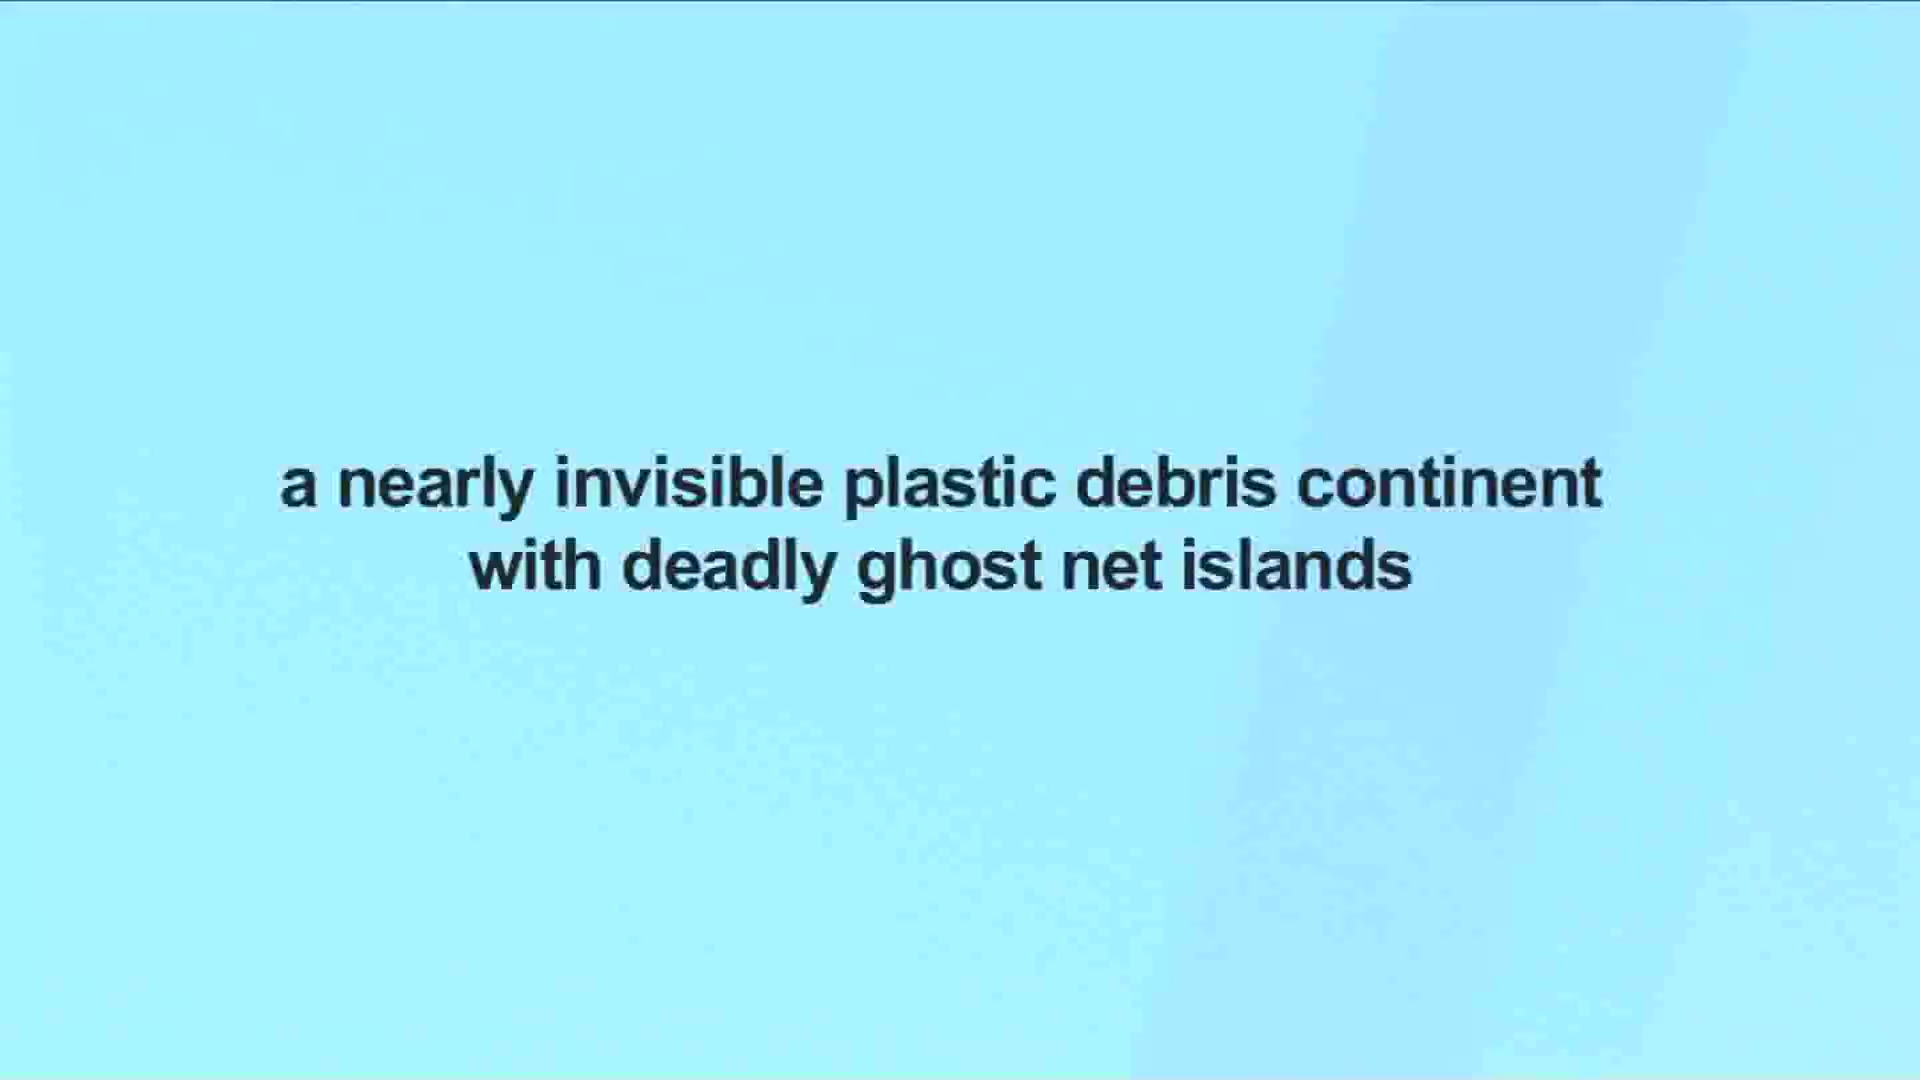 a nearly invisible plastic debris continent
with deadly ghost net islands